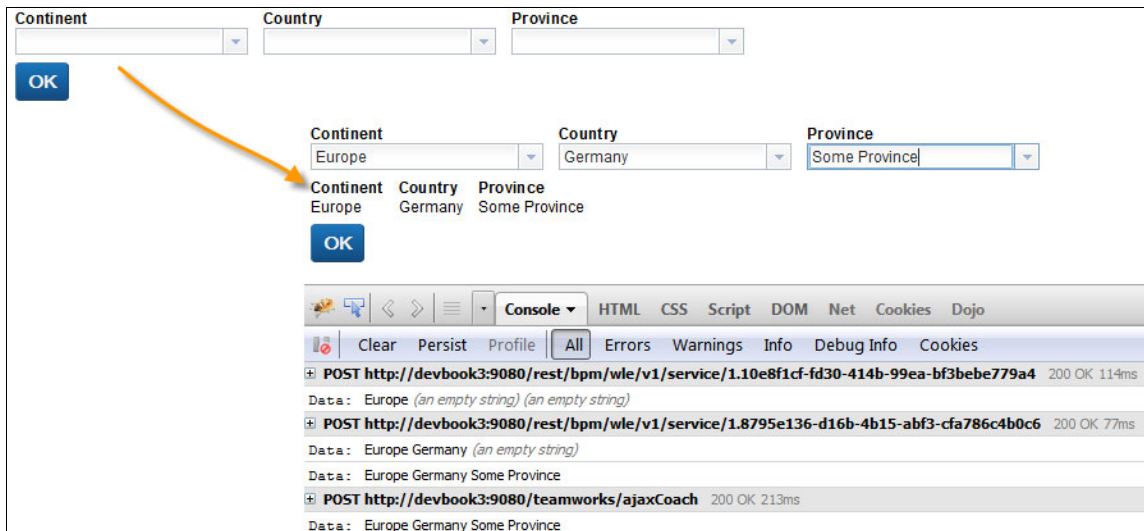 Continent Country Province
OK
Continent Country Province
Europe Germany Some Province
Continent Country Province
Europe Germany Some Province
OK
Console HTML CSS Script DOM Net Cookies Dojo
Clear Persist Profile All Errors Warnings Info Debug Info Cookies
POST http://devbook3:9080/rest/bpm/wle/v1/service/1.10e8f1cf-fd30-414b-99ea-bf3bebe779a4 200 OK 114ms
Data: Europe (an empty string) (an empty string)
POST http://devbook3:9080/rest/bpm/wle/v1/service/1.8795e136-d16b-4b15-abf3-cfa786c4b0c6 200 OK 77ms
Data: Europe Germany (an empty string)
Data: Europe Germany Some Province
POST http://devbook3:9080/teamworks/ajaxCoach 200 OK 213ms
Data: Europe Germany Some Province